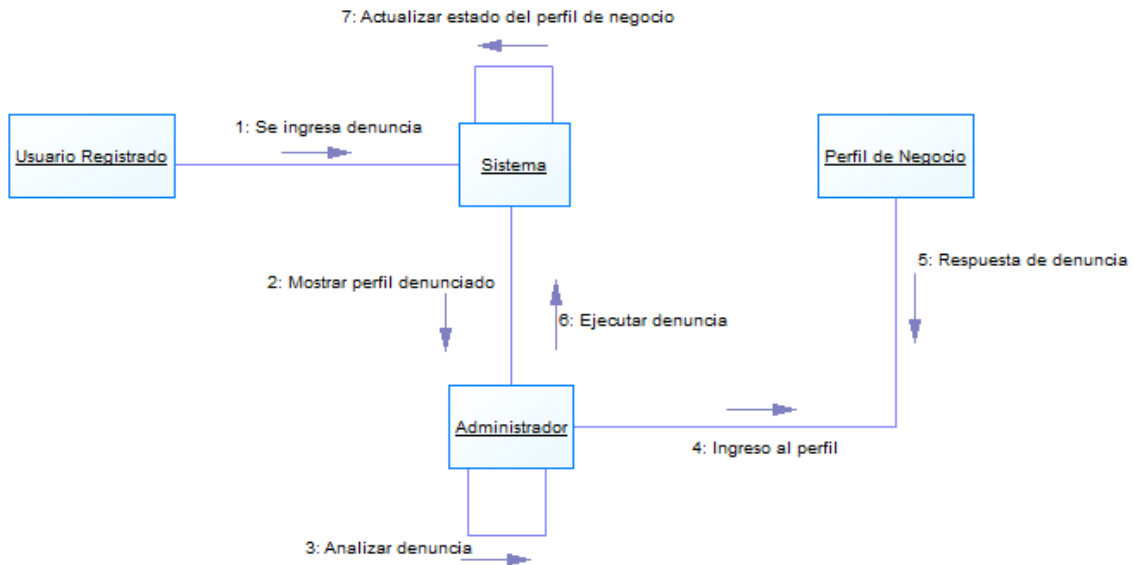 7: Actualizar estado del perfil de negocio
1: Se ingresa denuncia
Usuario Registrado
Sistema
Perfil de Negocio
5: Respuesta de denuncia
2: Mostrar perfil denunciado
6: Ejecutar denuncia
Administrador
4: Ingreso al perfil
3: Analizar denuncia